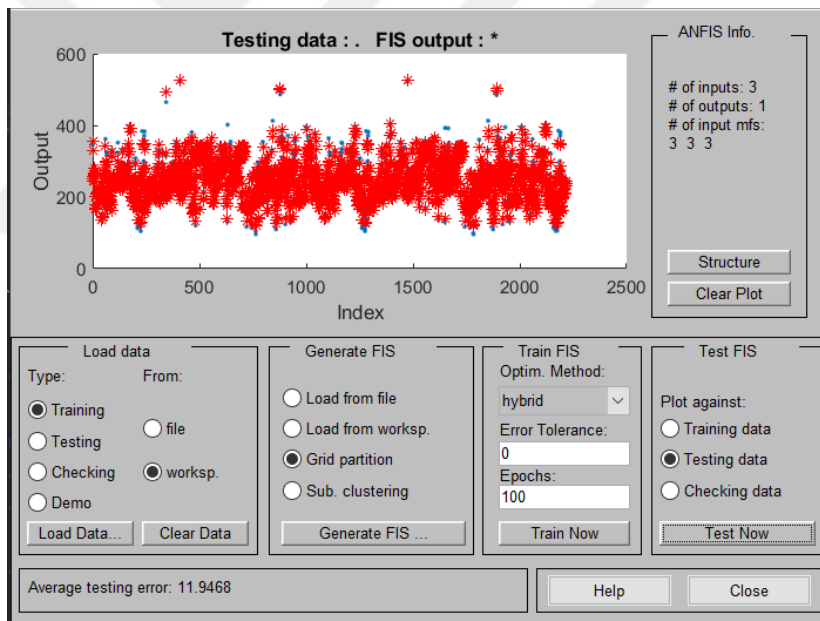 Testing data : .   FIS output : *
600
400
200
0
Output
0
500
1000
1500
2000
2500
Index
ANFIS Info.
# of inputs: 3
# of outputs: 1
# of input mfs:
3  3  3
Structure
Clear Plot
Load data
Type:
From:
Training
Testing
Checking
Demo
file
worksp.
Load Data...
Clear Data
Generate FIS
Load from file
Load from worksp.
Grid partition
Sub. clustering
Generate FIS ...
Train FIS
Optim. Method:
hybrid
Error Tolerance:
0
Epochs:
100
Train Now
Test FIS
Plot against:
Training data
Testing data
Checking data
Test Now
Average testing error: 11.9468
Help
Close